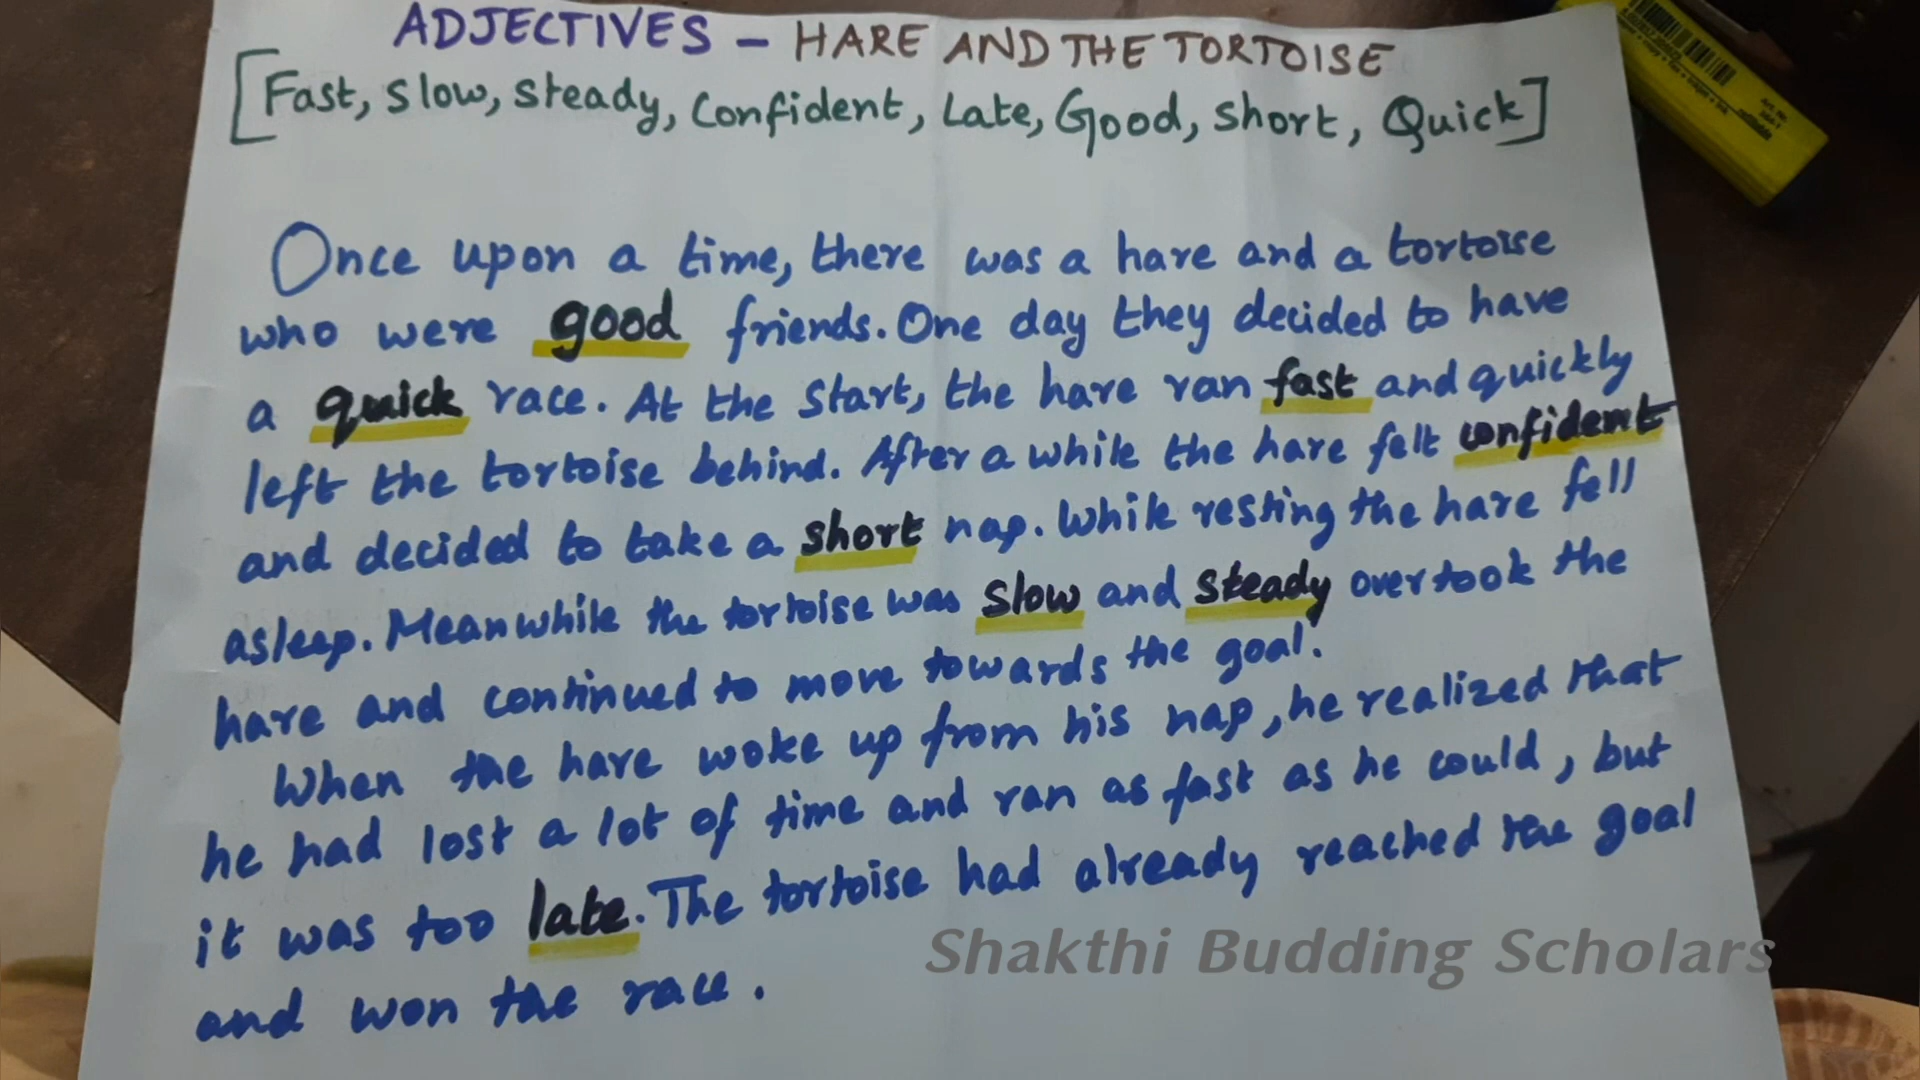 ADJECTIVES - HARE AND THE TORTOISE
[Fast, Slow, Steady, Confident, Late, Good, Short, Quick]
Once upon a time, there was a hare and a tortoise
who were good friends. One day they decided to have
a quick race. At the start, the hare ran fast and quickly
left the tortoise behind. After a while the hare felt confident
and decided to take a short nap. While resting the hare fell
asleep. Meanwhile the tortoise was slow and steady overtook the
hare and continued to move towards the goal.
When the hare woke up from his nap, he realized that
he had lost a lot of time and ran as fast as he could, but
it was too late. The tortoise had already reached the goal
and won the race.
Shakthi Budding Scholars